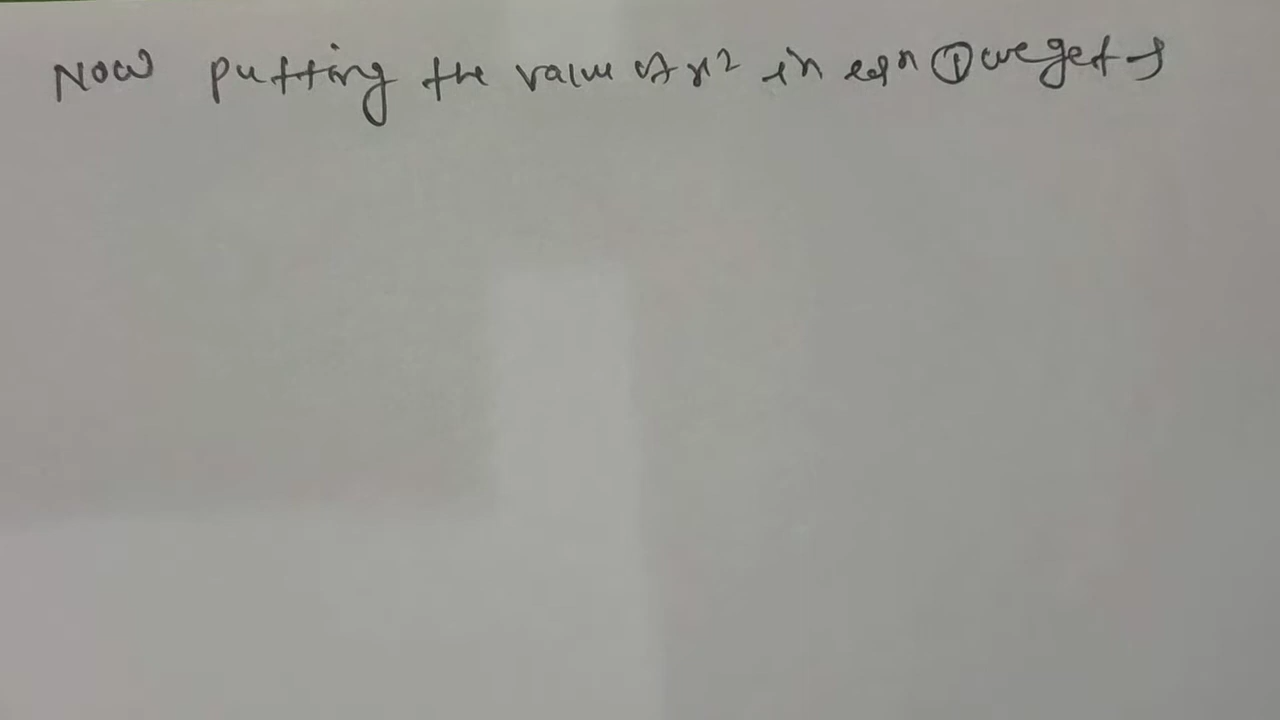 Now putting the value of x² in eqn ① we get →